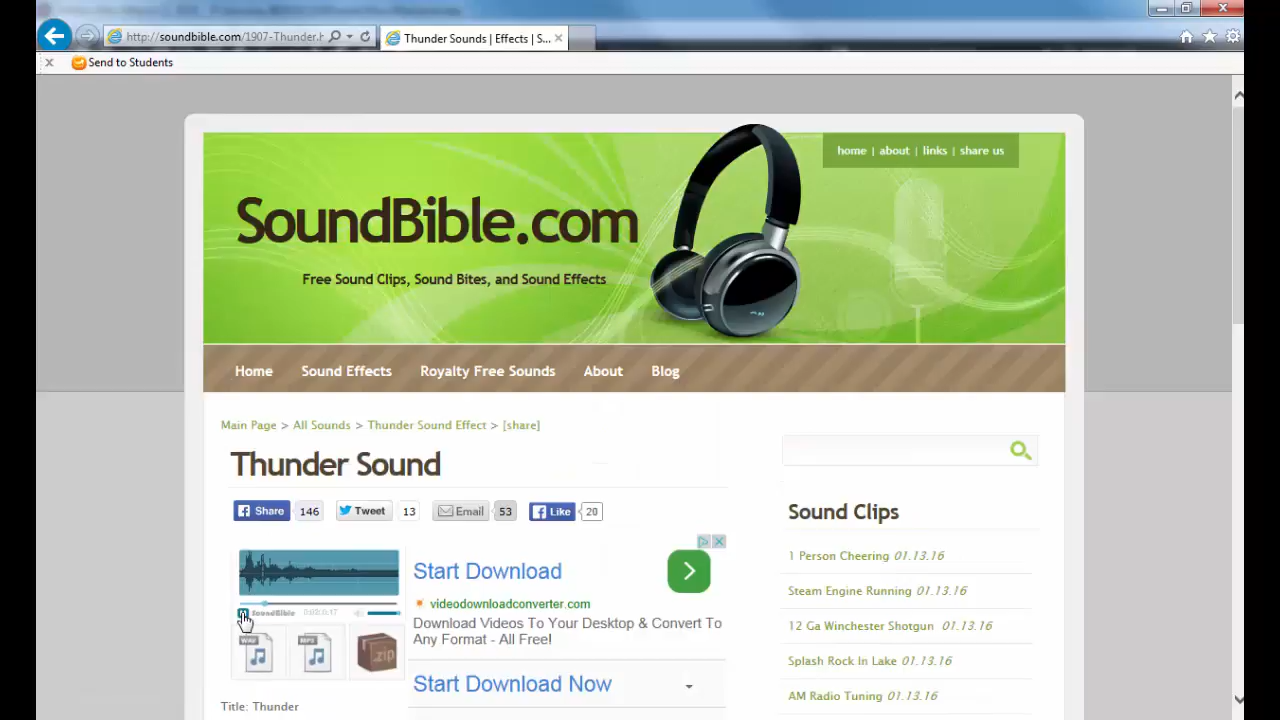 http://soundbible.com/1907-Thunder.h
Thunder Sounds | Effects | S...
Send to Students
home | about | links | share us
SoundBible.com
Free Sound Clips, Sound Bites, and Sound Effects
Home Sound Effects Royalty Free Sounds About Blog
Main Page > All Sounds > Thunder Sound Effect > [share]
Thunder Sound
Share 146 Tweet 13 Email 53 Like 20
Sound Clips
1 Person Cheering 01.13.16
Steam Engine Running 01.13.16
12 Ga Winchester Shotgun 01.13.16
Splash Rock In Lake 01.13.16
AM Radio Tuning 01.13.16
Start Download
videodownloadconverter.com
Download Videos To Your Desktop & Convert To
Any Format - All Free!
Start Download Now
SoundBible
WAV MP3 zip
Title: Thunder